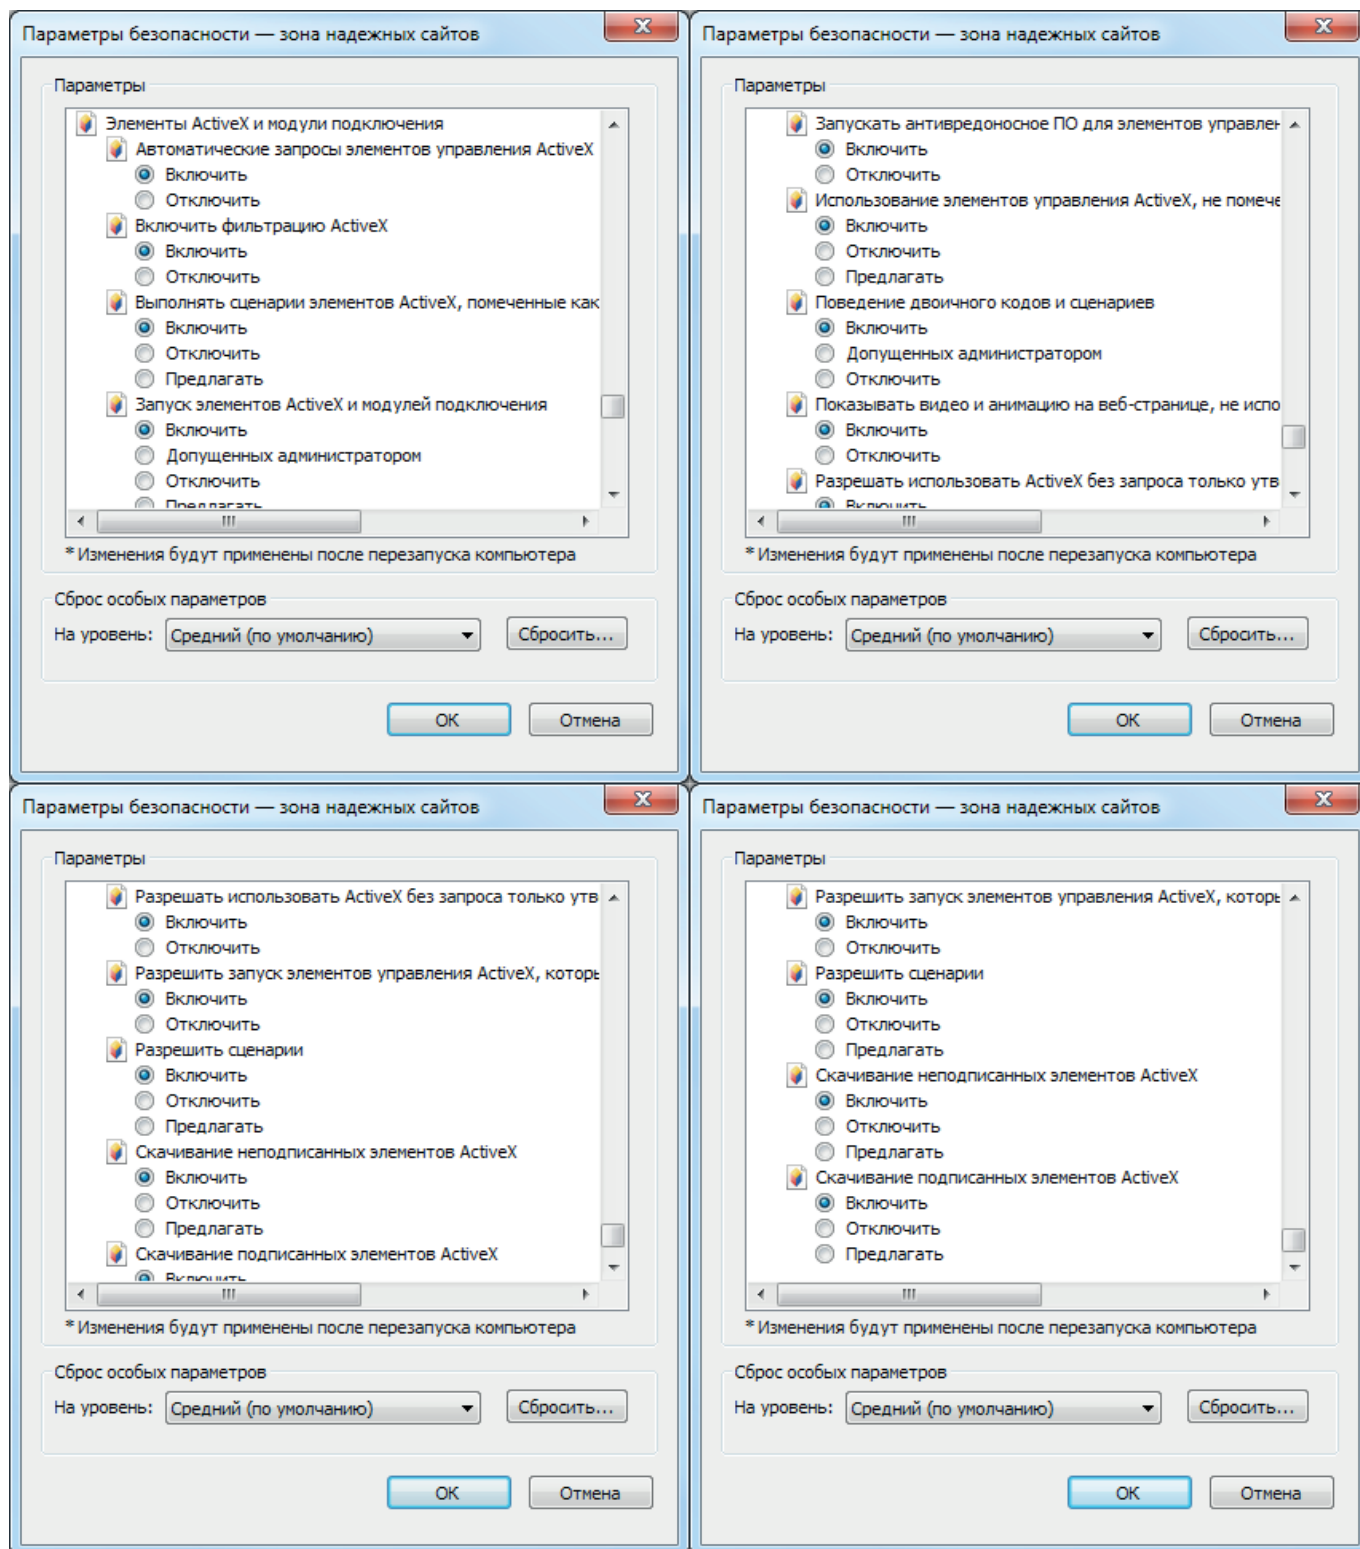 Параметры безопасности — зона надежных сайтов
Параметры
Элементы ActiveX и модули подключения
Автоматические запросы элементов управления ActiveX
Включить
Отключить
Включить фильтрацию ActiveX
Включить
Отключить
Выполнять сценарии элементов ActiveX, помеченные как
Включить
Отключить
Предлагать
Запуск элементов ActiveX и модулей подключения
Включить
Допущенных администратором
Отключить
Предлагать
* Изменения будут применены после перезапуска компьютера
Сброс особых параметров
На уровень: Средний (по умолчанию) Сбросить...
ОК Отмена
Параметры безопасности — зона надежных сайтов
Параметры
Запускать антивредоносное ПО для элементов управлен
Включить
Отключить
Использование элементов управления ActiveX, не помече
Включить
Отключить
Предлагать
Поведение двоичного кодов и сценариев
Включить
Допущенных администратором
Отключить
Показывать видео и анимацию на веб-странице, не испо
Включить
Отключить
Разрешать использовать ActiveX без запроса только утв
Включить
* Изменения будут применены после перезапуска компьютера
Сброс особых параметров
На уровень: Средний (по умолчанию) Сбросить...
ОК Отмена
Параметры безопасности — зона надежных сайтов
Параметры
Разрешать использовать ActiveX без запроса только утв
Включить
Отключить
Разрешить запуск элементов управления ActiveX, которы
Включить
Отключить
Разрешить сценарии
Включить
Отключить
Предлагать
Скачивание неподписанных элементов ActiveX
Включить
Отключить
Предлагать
Скачивание подписанных элементов ActiveX
Включить
* Изменения будут применены после перезапуска компьютера
Сброс особых параметров
На уровень: Средний (по умолчанию) Сбросить...
ОК Отмена
Параметры безопасности — зона надежных сайтов
Параметры
Разрешить запуск элементов управления ActiveX, которы
Включить
Отключить
Разрешить сценарии
Включить
Отключить
Предлагать
Скачивание неподписанных элементов ActiveX
Включить
Отключить
Предлагать
Скачивание подписанных элементов ActiveX
Включить
Отключить
Предлагать
* Изменения будут применены после перезапуска компьютера
Сброс особых параметров
На уровень: Средний (по умолчанию) Сбросить...
ОК Отмена